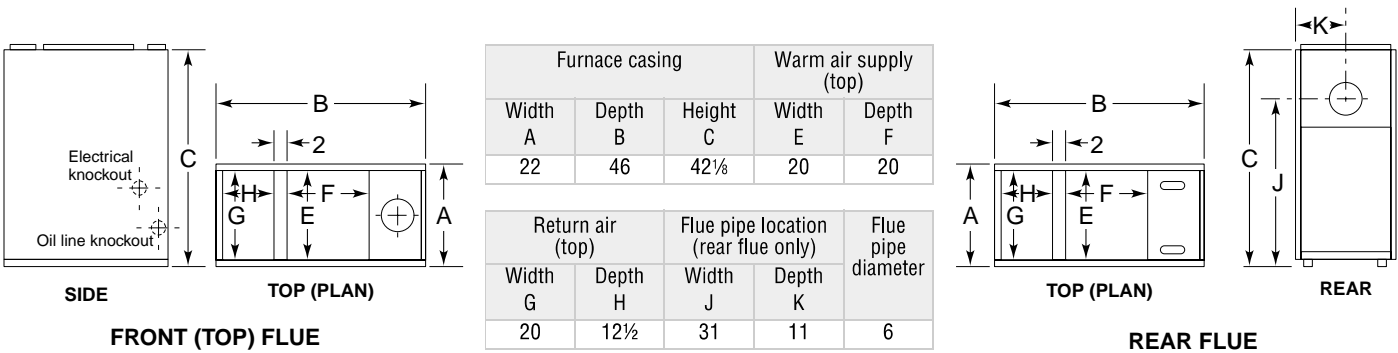 B
2
C
Electrical
knockout
Oil line knockout
H
F
G
E
A
SIDE
TOP (PLAN)
FRONT (TOP) FLUE
Furnace casing Warm air supply
(top)
Width Depth Height Width Depth
A B C E F
22 46 42⅛ 20 20
Return air Flue pipe location Flue
(top) (rear flue only) pipe
diameter
Width Depth Width Depth
G H J K
20 12½ 31 11 6
B
2
H
F
A
G
E
TOP (PLAN)
K
C
J
REAR
REAR FLUE